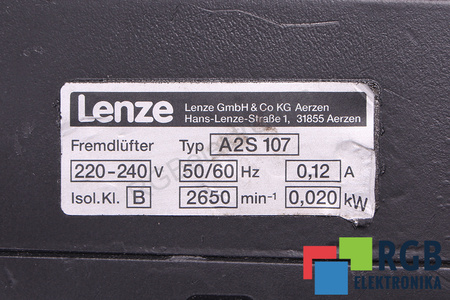 Lenze
Lenze GmbH & Co KG Aerzen
Hans-Lenze-Straße 1, 31855 Aerzen
Fremdlüfter Typ A2S 107
220-240 V 50/60 Hz 0,12 A
Isol.Kl. B 2650 min⁻¹ 0,020 kW
RGB
ELEKTRONIKA